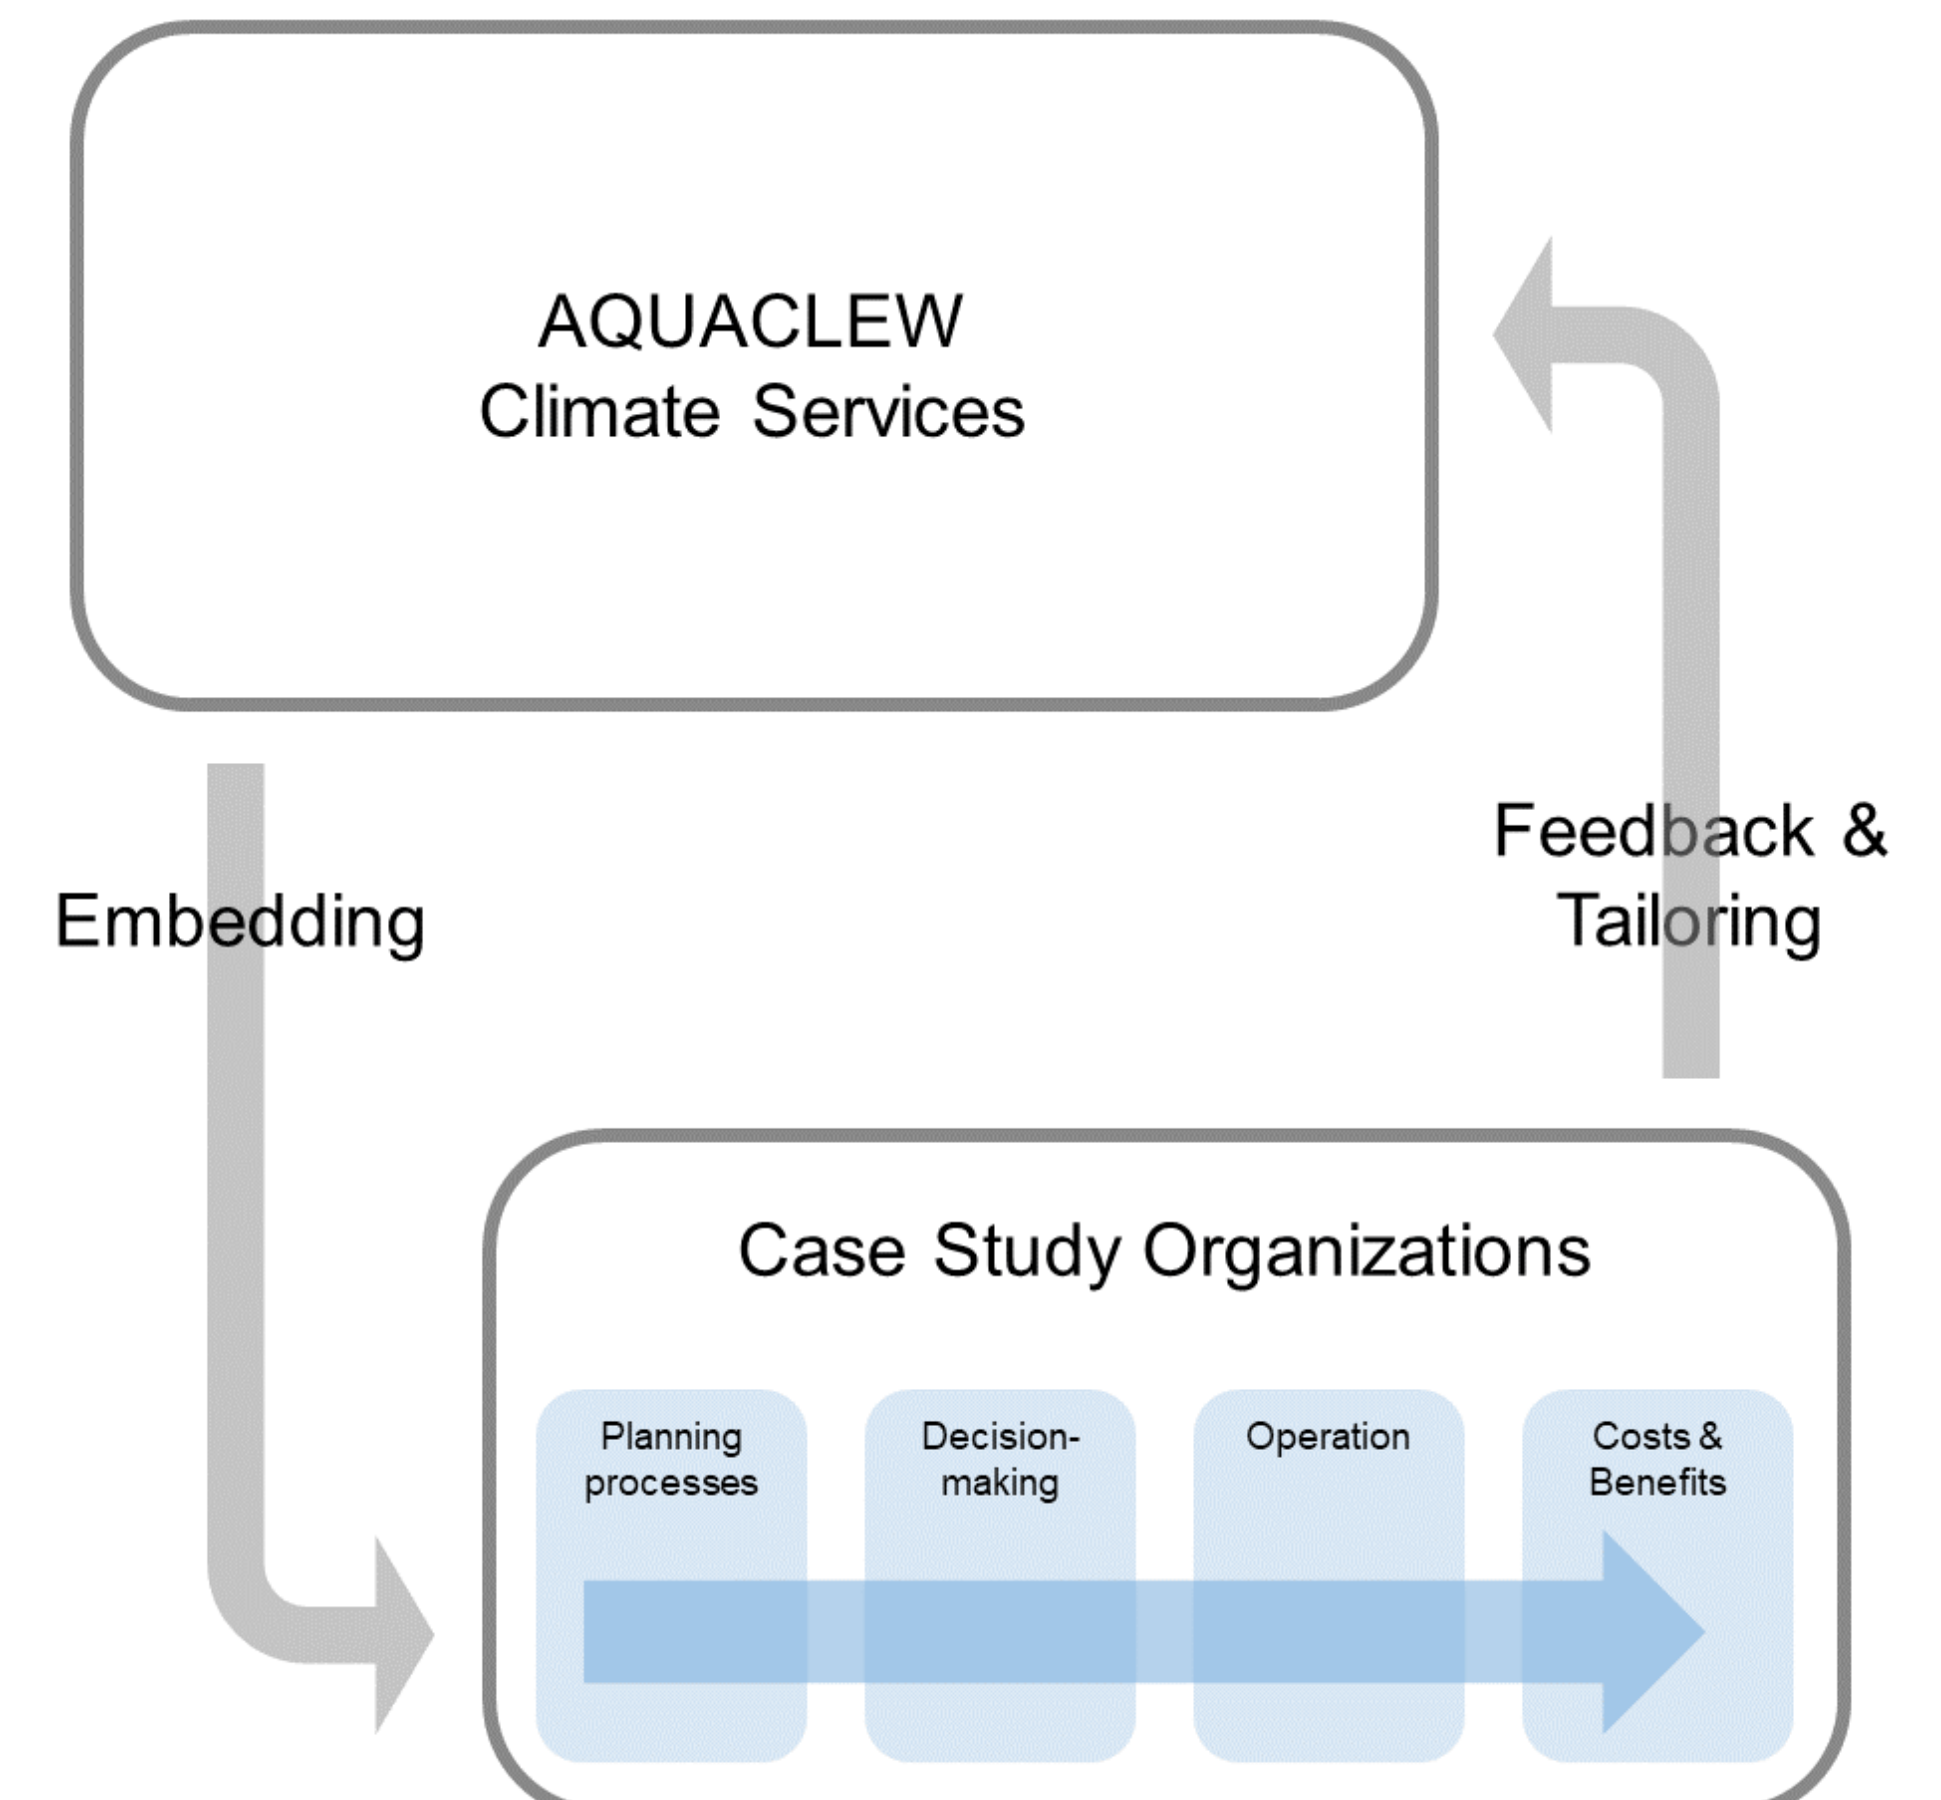 AQUACLEW
Climate Services
Embedding
Feedback &
Tailoring
Case Study Organizations
Planning
processes
Decision-
making
Operation
Costs &
Benefits